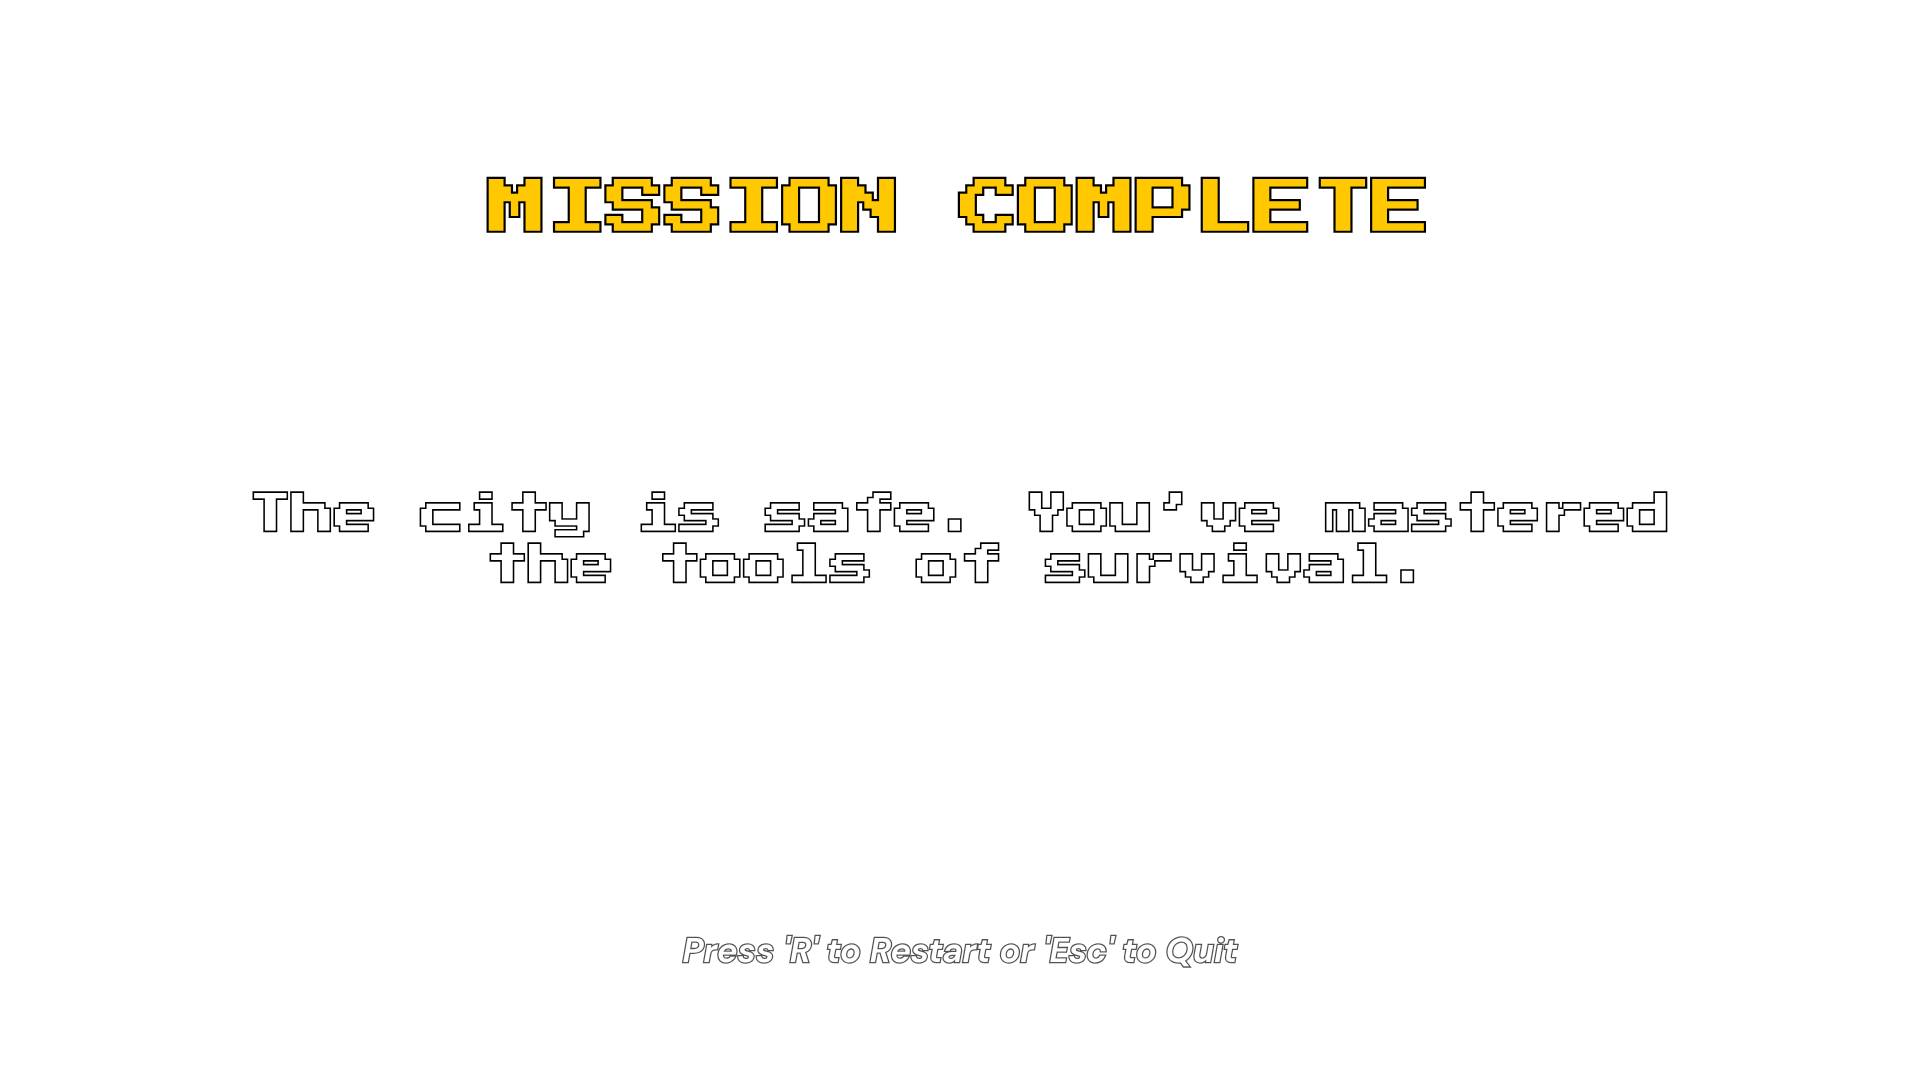 MISSION COMPLETE
The city is safe. You've mastered
the tools of survival.
Press 'R' to Restart or 'Esc' to Quit